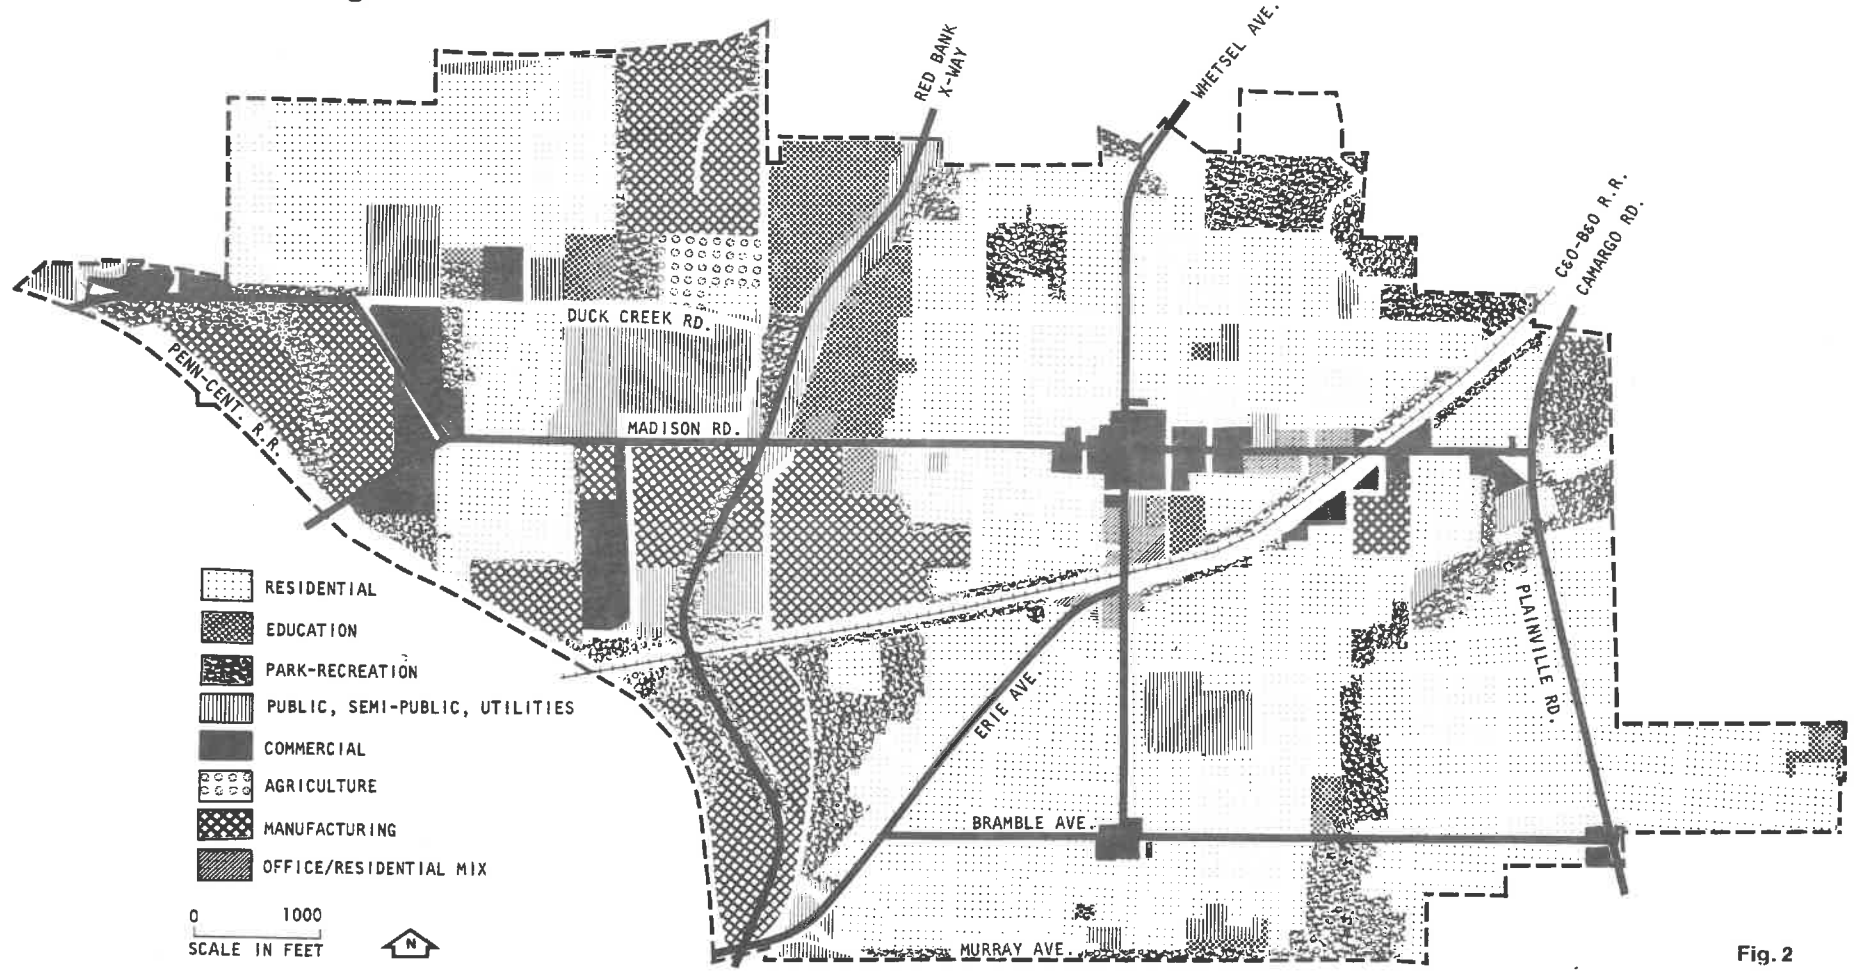 RED BANK
X-WAY
WHETSEL AVE.
C&O-B&O R.R.
CAMARGO RD.
DUCK CREEK RD.
PENN-CENT. R.R.
MADISON RD.
PLAINVILLE RD.
ERIE AVE.
BRAMBLE AVE.
MURRAY AVE.
RESIDENTIAL
EDUCATION
PARK-RECREATION
PUBLIC, SEMI-PUBLIC, UTILITIES
COMMERCIAL
AGRICULTURE
MANUFACTURING
OFFICE/RESIDENTIAL MIX
0 1000
SCALE IN FEET
N
Fig. 2